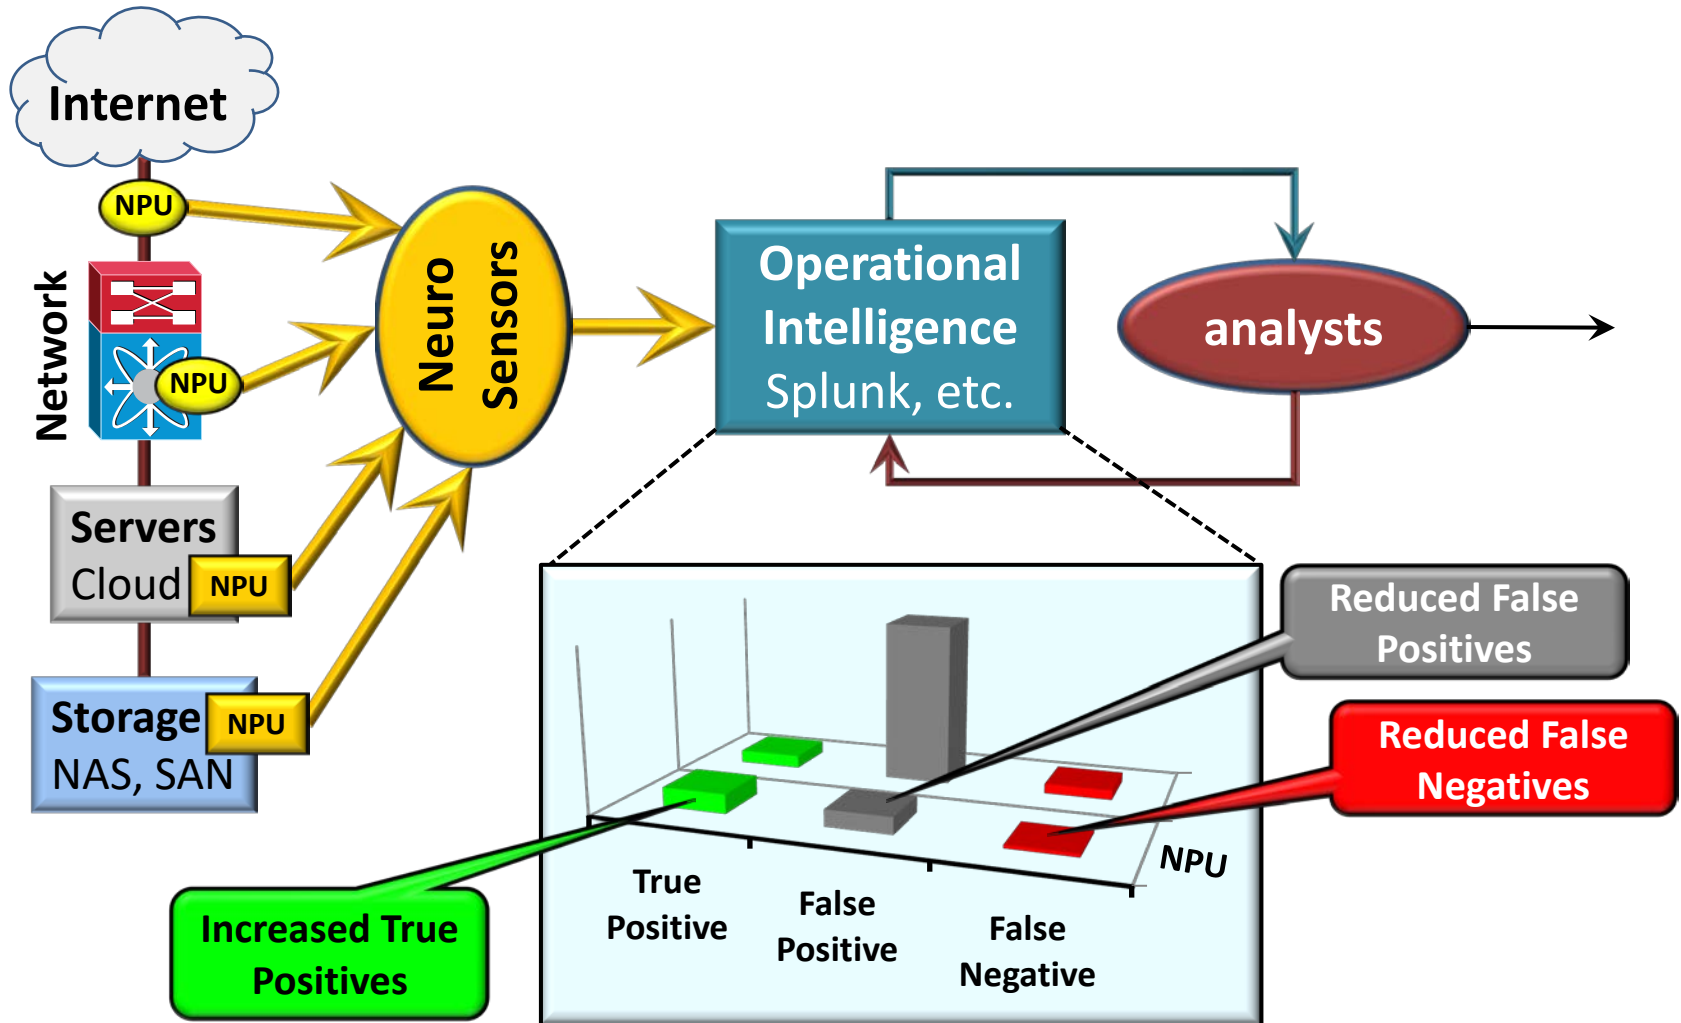 Internet
NPU
Network
NPU
Servers
Cloud
NPU
Storage
NAS, SAN
NPU
Neuro
Sensors
Operational
Intelligence
Splunk, etc.
analysts
Reduced False
Positives
Reduced False
Negatives
Increased True
Positives
True
Positive
False
Positive
False
Negative
NPU